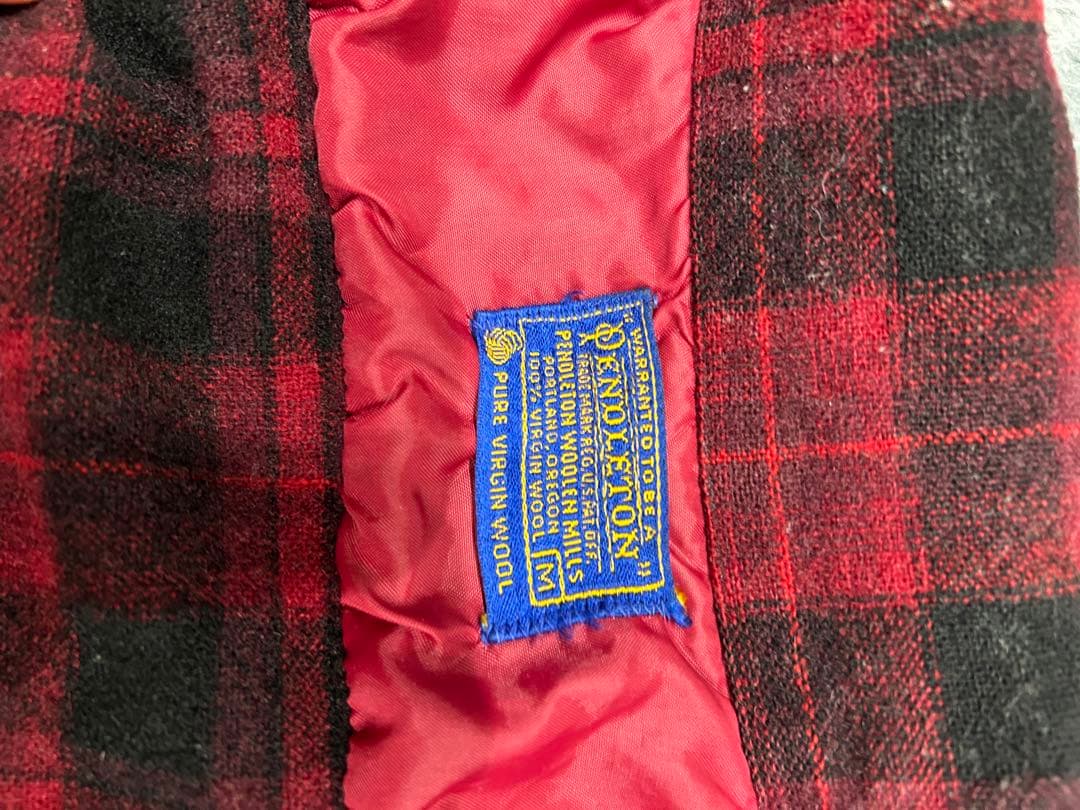 "WARRANTED TO BE A
PENDLETON"
TRADE MARK REG. U.S. PAT. OFF.
PENDLETON WOOLEN MILLS
PORTLAND, OREGON
100% VIRGIN WOOL M
PURE VIRGIN WOOL